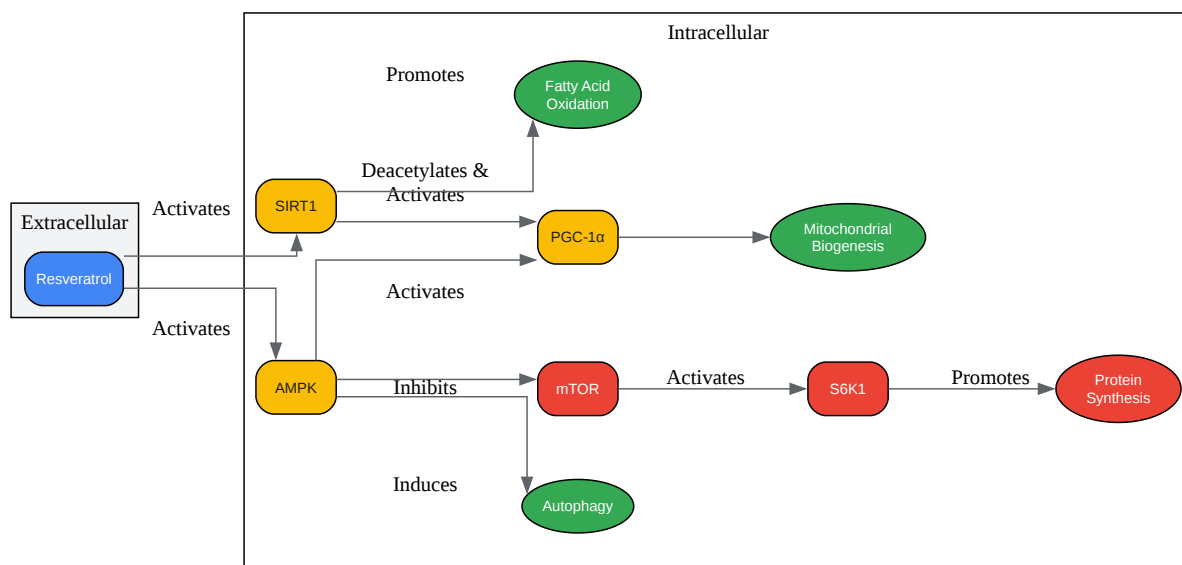 Intracellular
Promotes
Fatty Acid
Oxidation
Deacetylates &
Activates
Activates
SIRT1
Extracellular
PGC-1α
Mitochondrial
Biogenesis
Resveratrol
Activates
Activates
AMPK
Inhibits
mTOR
Activates
S6K1
Promotes
Protein
Synthesis
Induces
Autophagy